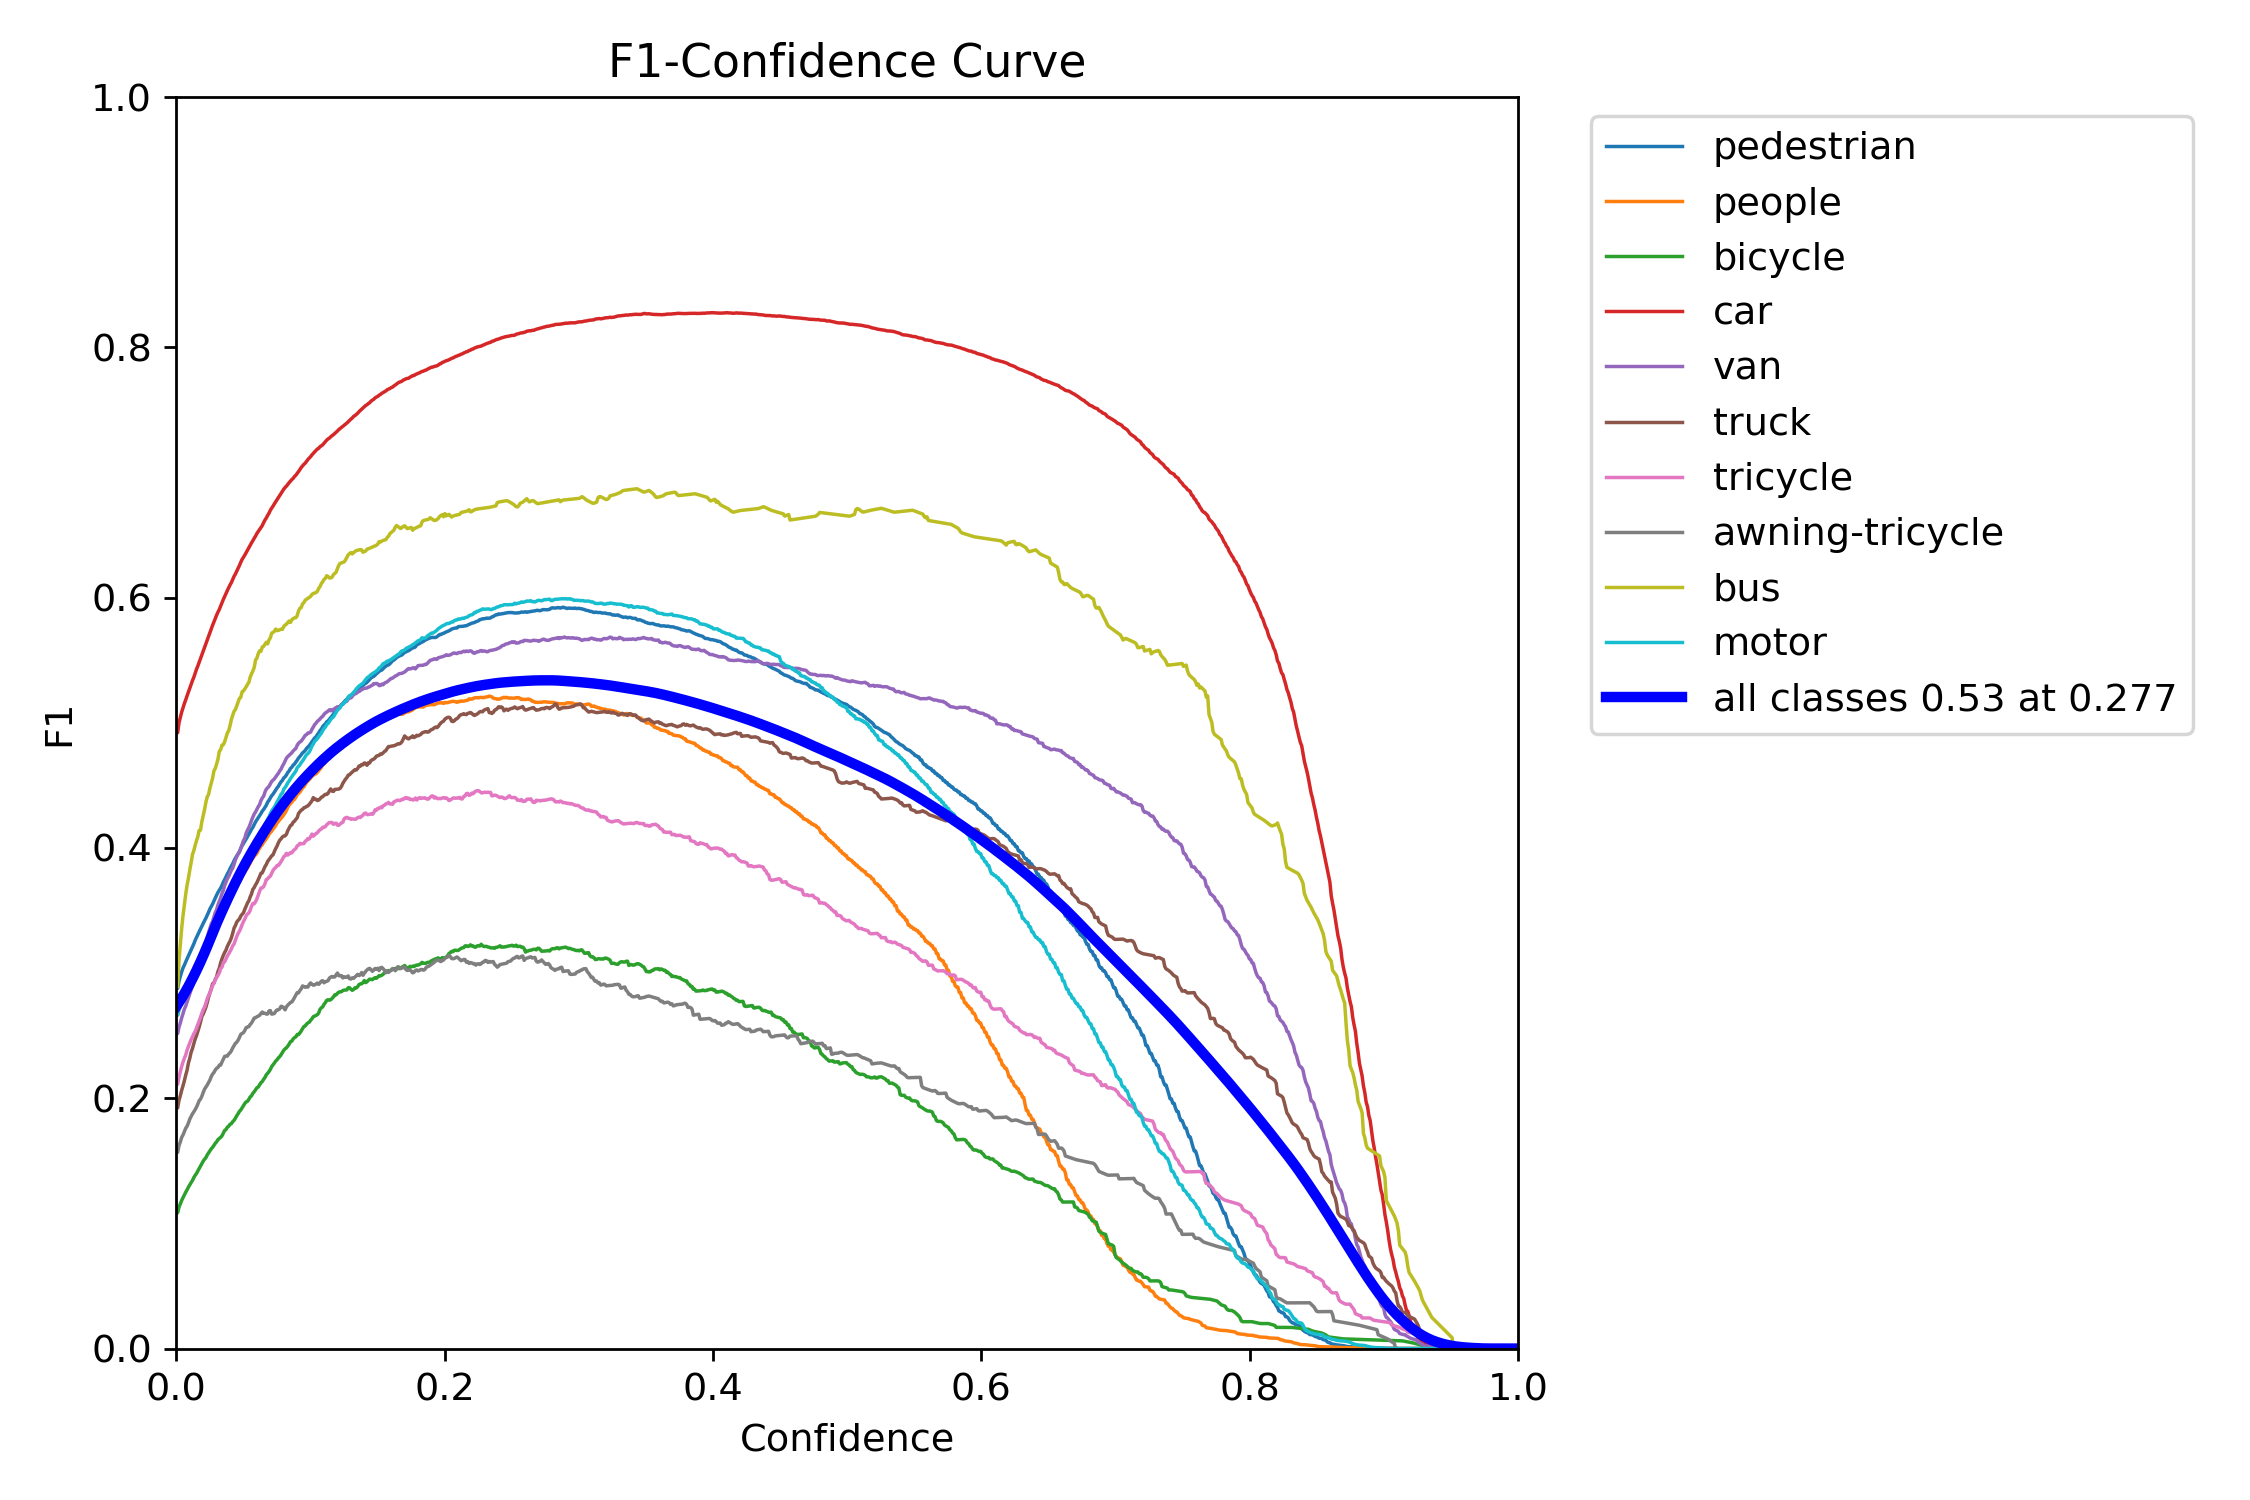 F1-Confidence Curve
1.0
0.8
0.6
0.4
0.2
0.0
F1
0.0 0.2 0.4 0.6 0.8 1.0
Confidence
pedestrian
people
bicycle
car
van
truck
tricycle
awning-tricycle
bus
motor
all classes 0.53 at 0.277